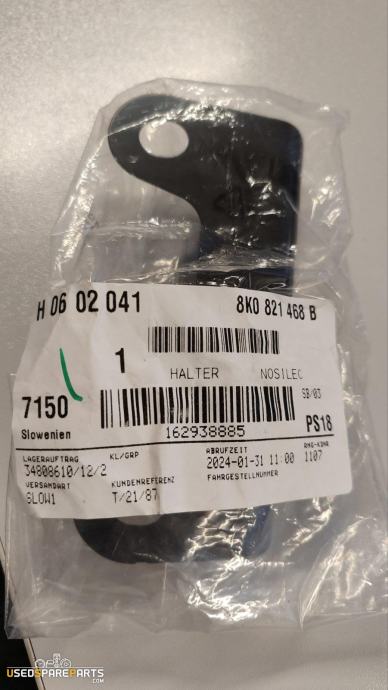 H 06 02 041 8K0 821 468 B
1
HALTER NOSILEC
7150 SB/03
Slowenien 162938885 PS18
LAGERAUFTRAG KL/GRP ABRUFZEIT RNG-KDNR
34808610/12/2 2024-01-31 11:00 1107
VERSANDART KUNDENREFERENZ FAHRGESTELLNUMMER
SLOW1 T/21/87
USEDSPAREPARTS
.COM